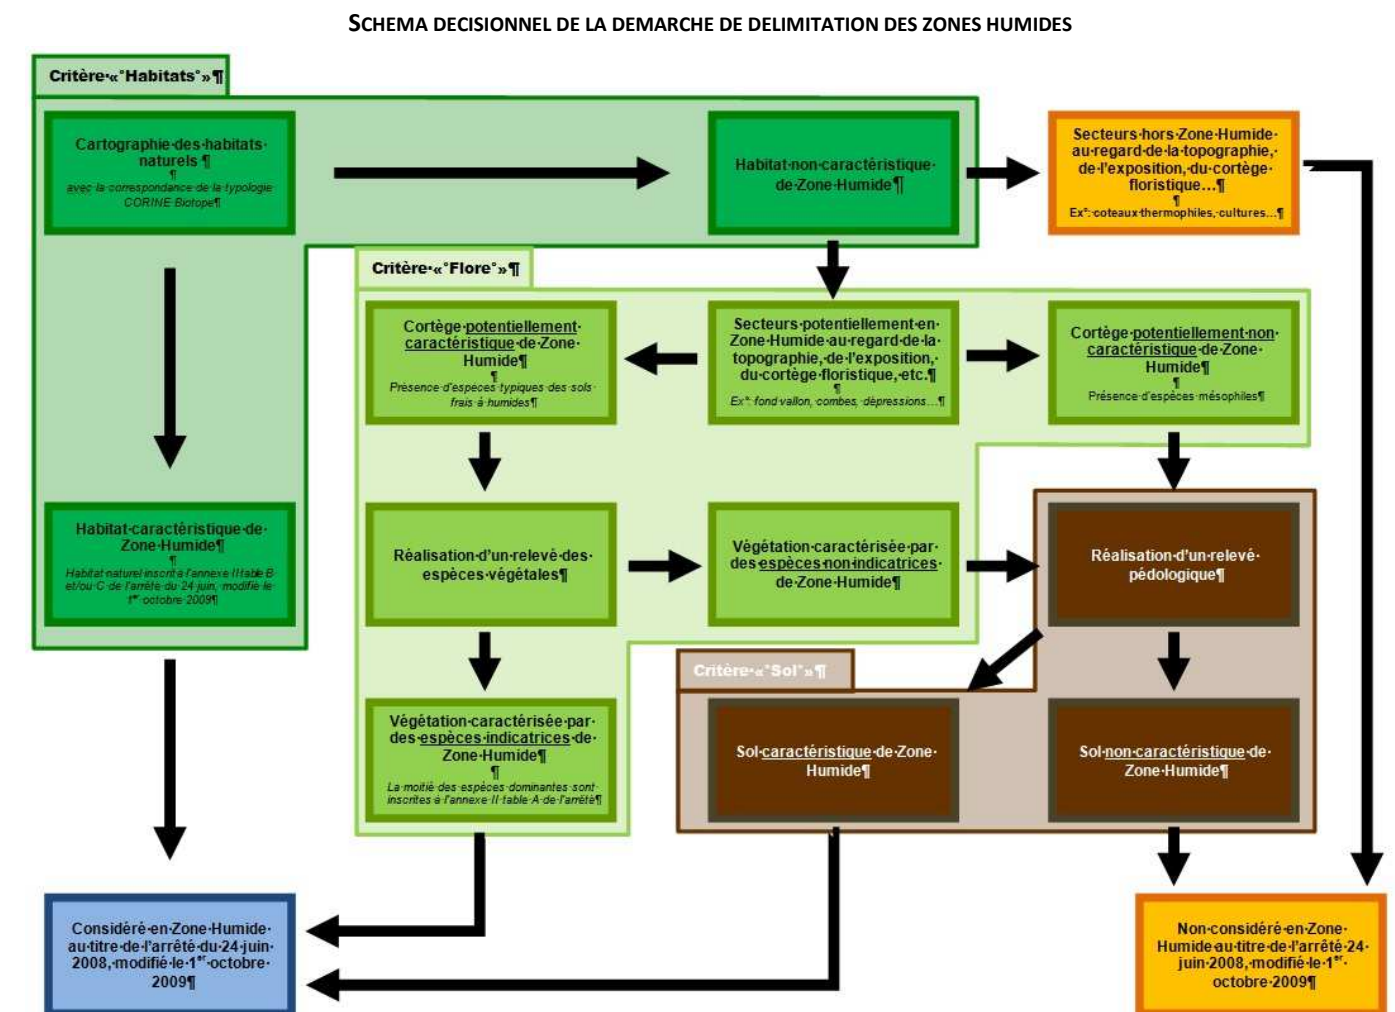 SCHEMA DECISIONNEL DE LA DEMARCHE DE DELIMITATION DES ZONES HUMIDES
Critère·«°Habitats°»¶
Cartographie·des·habitats·
naturels·¶
¶
avec·la·correspondance·de·la·typologie·
CORINE·Biotope¶
Habitat·non·caractéristique·
de·Zone·Humide¶
Secteurs·hors·Zone·Humide·
au·regard·de·la·topographie,·
de·l'exposition,·du·cortège·
floristique…¶
¶
Ex°:·coteaux·thermophiles,·cultures…¶
Critère·«°Flore°»¶
Cortège·potentiellement·
caractéristique·de·Zone·
Humide¶
¶
Présence·d'espèces·typiques·des·sols·
frais·à·humides¶
Secteurs·potentiellement·en·
Zone·Humide·au·regard·de·la·
topographie,·de·l'exposition,·
du·cortège·floristique,·etc.¶
¶
Ex°:·fond·vallon,·combes,·dépressions…¶
Cortège·potentiellement·non·
caractéristique·de·Zone·
Humide¶
¶
Présence·d'espèces·mésophiles¶
Habitat·caractéristique·de·
Zone·Humide¶
¶
Habitat·naturel·inscrit·à·l'annexe·II·table·B·
et/ou·C·de·l'arrêté·du·24·juin,·modifié·le·
1er·octobre·2009¶
Réalisation·d'un·relevé·des·
espèces·végétales¶
Végétation·caractérisée·par·
des·espèces·non·indicatrices·
de·Zone·Humide¶
Réalisation·d'un·relevé·
pédologique¶
Critère·«°Sol°»¶
Végétation·caractérisée·par·
des·espèces·indicatrices·de·
Zone·Humide¶
¶
La·moitié·des·espèces·dominantes·sont·
inscrites·à·l'annexe·II·table·A·de·l'arrêté¶
Sol·caractéristique·de·Zone·
Humide¶
Sol·non·caractéristique·de·
Zone·Humide¶
Considéré·en·Zone·Humide·
au·titre·de·l'arrêté·du·24·juin·
2008,·modifié·le·1er·octobre·
2009¶
Non·considéré·en·Zone·
Humide·au·titre·de·l'arrêté·24·
juin·2008,·modifié·le·1er·
octobre·2009¶